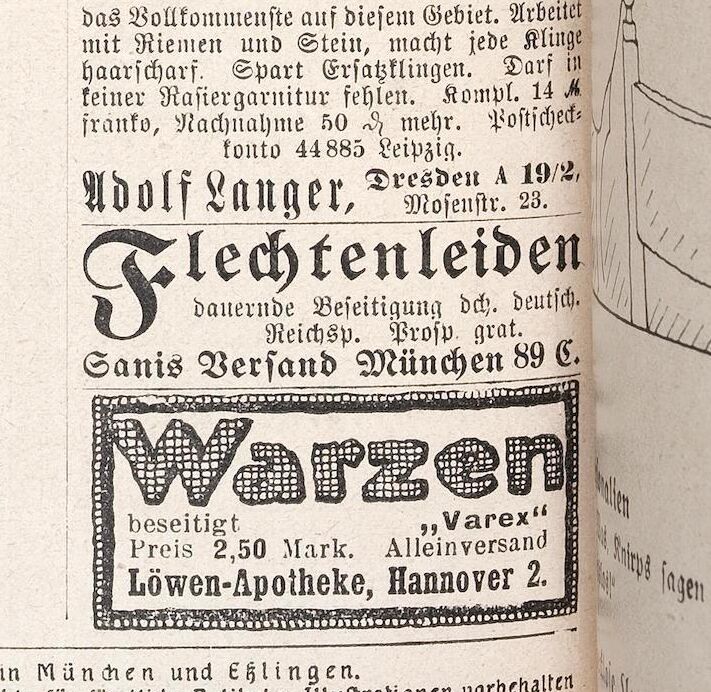 das Vollkommenste auf diesem Gebiet. Arbeitet
mit Riemen und Stein, macht jede Klinge
haarscharf. Spart Ersatzklingen. Darf in
keiner Rasiergarnitur fehlen. Kompl. 14 ℳ
franko, Nachnahme 50 ₰ mehr. Postscheck-
konto 44885 Leipzig.
Adolf Langer, Dresden A 19/2,
Mosenstr. 23.
Flechtenleiden
dauernde Beseitigung dch. deutsch.
Reichsp. Prosp. grat.
Sanis Versand München 89 C.
Warzen
beseitigt „Varex“
Preis 2,50 Mark. Alleinversand
Löwen-Apotheke, Hannover 2.
in München und Eßlingen.
vorbehalten
Knirps sagen